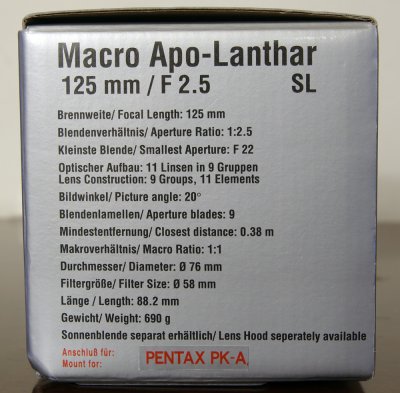 Macro Apo-Lanthar
125 mm / F 2.5 SL
Brennweite/ Focal Length: 125 mm
Blendenverhältnis/ Aperture Ratio: 1:2.5
Kleinste Blende/ Smallest Aperture: F 22
Optischer Aufbau: 11 Linsen in 9 Gruppen
Lens Construction: 9 Groups, 11 Elements
Bildwinkel/ Picture angle: 20°
Blendenlamellen/ Aperture blades: 9
Mindestentfernung/ Closest distance: 0.38 m
Makroverhältnis/ Macro Ratio: 1:1
Durchmesser/ Diameter: Ø 76 mm
Filtergröße/ Filter Size: Ø 58 mm
Länge / Length: 88.2 mm
Gewicht/ Weight: 690 g
Sonnenblende separat erhältlich/ Lens Hood seperately available
Anschluß für:
Mount for: PENTAX PK-A,